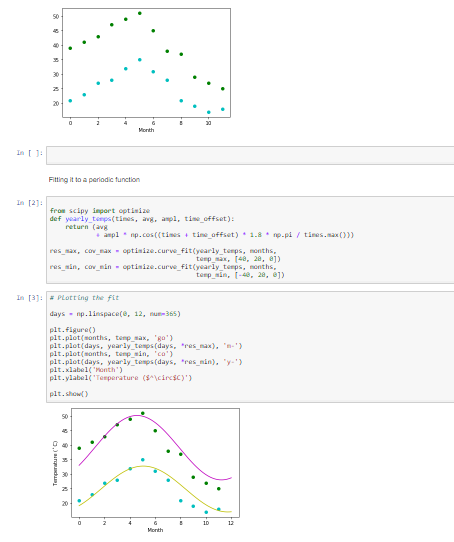 50
45
40
35
30
25
20
0 2 4 6 8 10
Month
In [ ]:
Fitting it to a periodic function
In [2]:
from scipy import optimize
def yearly_temps(times, avg, ampl, time_offset):
return (avg
+ ampl * np.cos((times + time_offset) * 1.8 * np.pi / times.max()))
res_max, cov_max = optimize.curve_fit(yearly_temps, months,
temp_max, [40, 20, 0])
res_min, cov_min = optimize.curve_fit(yearly_temps, months,
temp_min, [-40, 20, 0])
In [3]:
# Plotting the fit
days = np.linspace(0, 12, num=365)
plt.figure()
plt.plot(months, temp_max, 'go')
plt.plot(days, yearly_temps(days, *res_max), 'm-')
plt.plot(months, temp_min, 'co')
plt.plot(days, yearly_temps(days, *res_min), 'y-')
plt.xlabel('Month')
plt.ylabel('Temperature ($^\circ$C)')
plt.show()
50
45
40
35
30
25
20
Temperature (°C)
0 2 4 6 8 10 12
Month